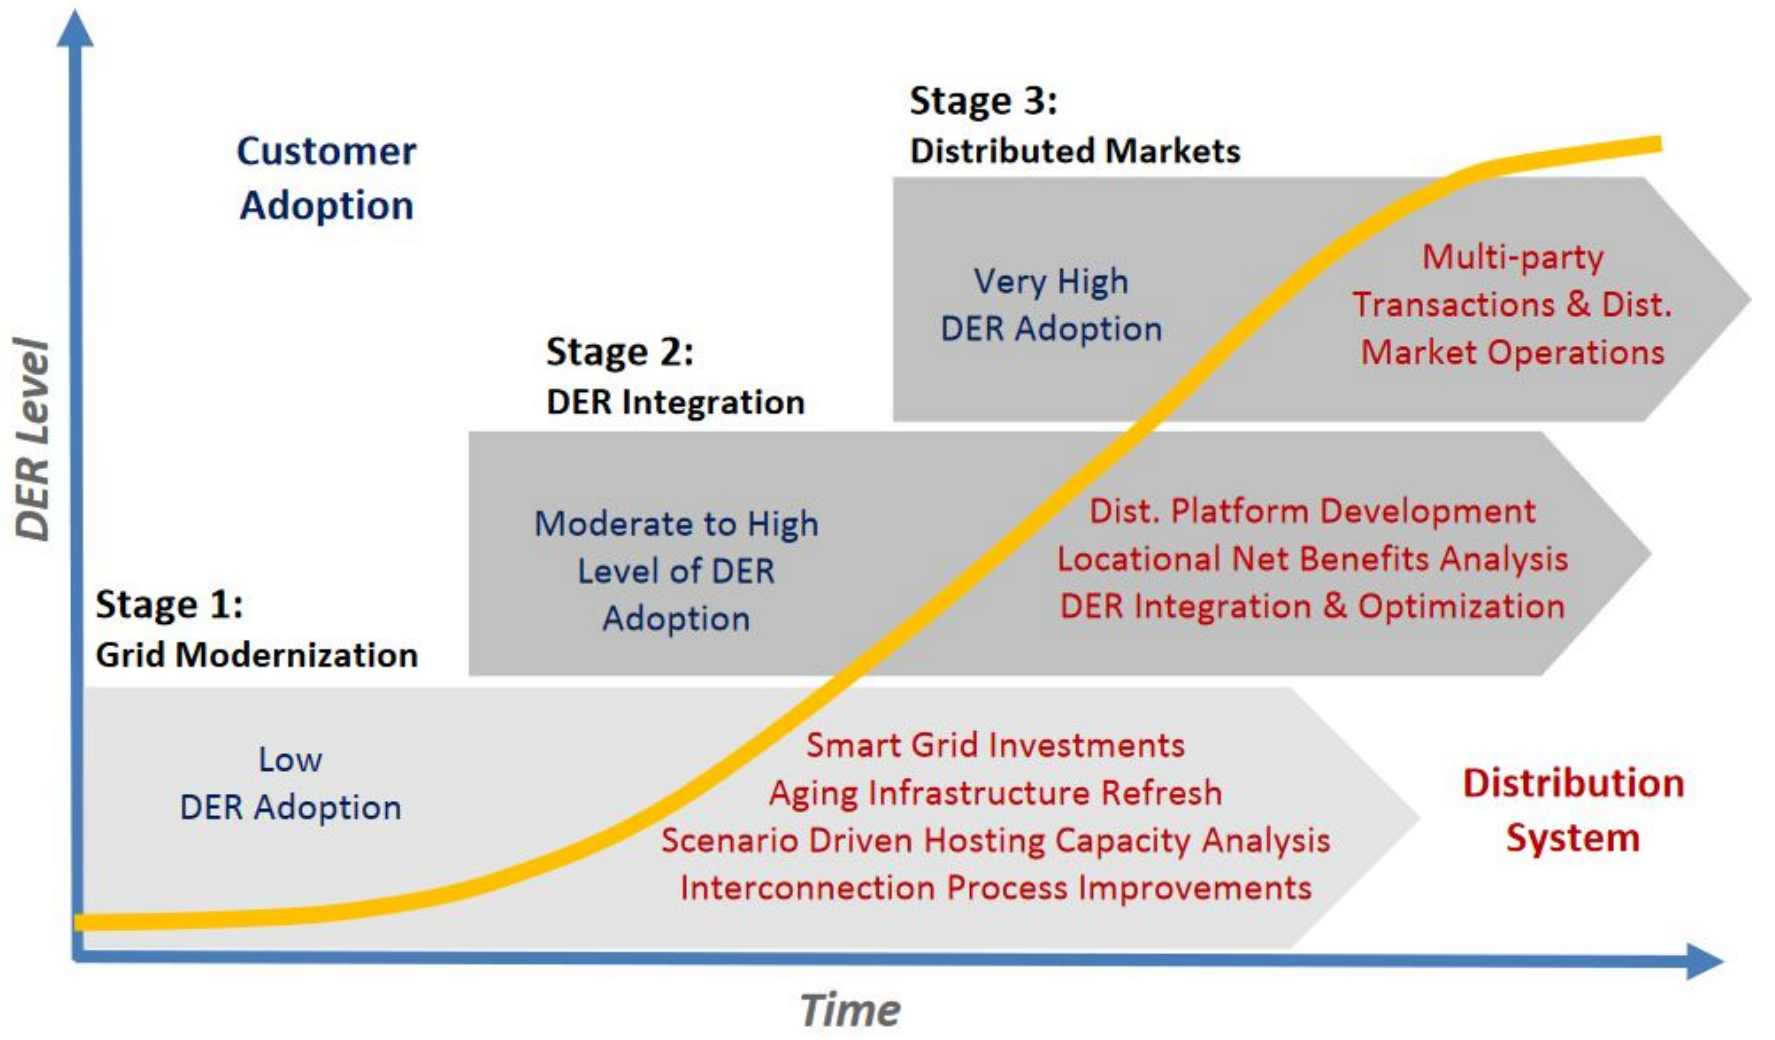 Customer
Adoption
Stage 3:
Distributed Markets
Very High
DER Adoption
Multi-party
Transactions & Dist.
Market Operations
Stage 2:
DER Integration
Moderate to High
Level of DER
Adoption
Dist. Platform Development
Locational Net Benefits Analysis
DER Integration & Optimization
Stage 1:
Grid Modernization
Low
DER Adoption
Smart Grid Investments
Aging Infrastructure Refresh
Scenario Driven Hosting Capacity Analysis
Interconnection Process Improvements
Distribution
System
DER Level
Time